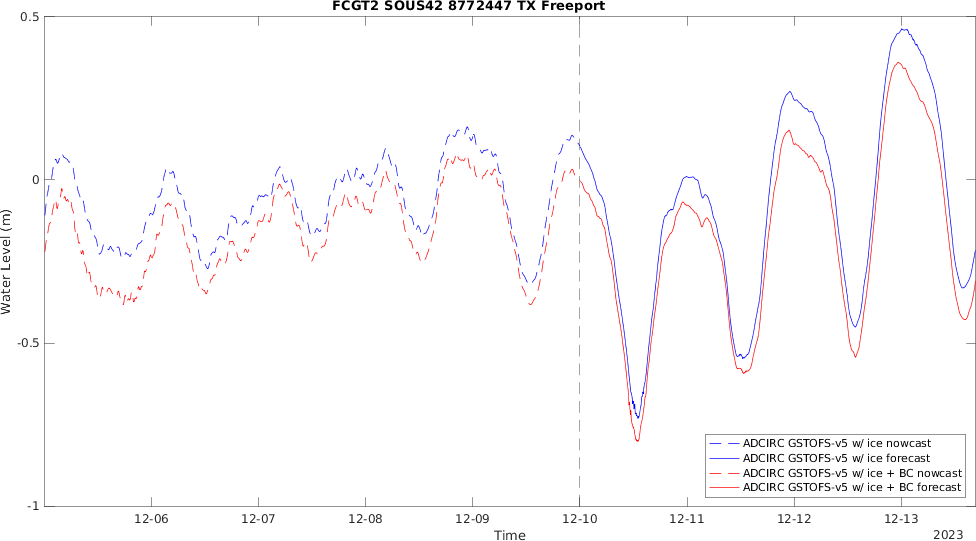 FCGT2 SOUS42 8772447 TX Freeport
0.5
0
-0.5
-1
Water Level (m)
12-06 12-07 12-08 12-09 12-10 12-11 12-12 12-13
Time
2023
ADCIRC GSTOFS-v5 w/ ice nowcast
ADCIRC GSTOFS-v5 w/ ice forecast
ADCIRC GSTOFS-v5 w/ ice + BC nowcast
ADCIRC GSTOFS-v5 w/ ice + BC forecast